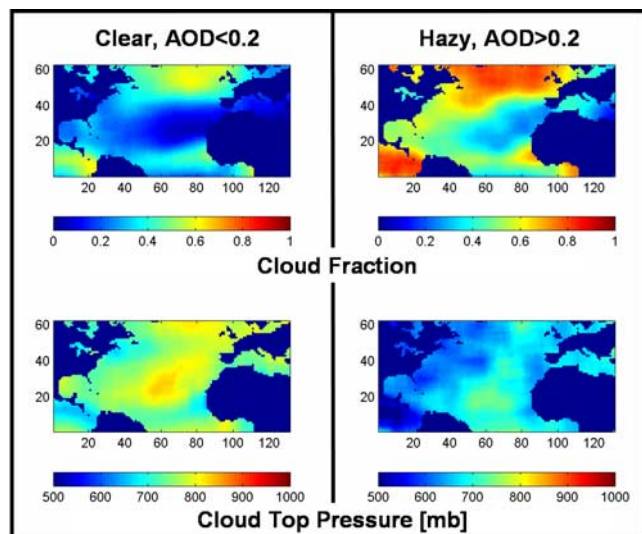 Clear, AOD<0.2
Hazy, AOD>0.2
60
40
20
20 40 60 80 100 120
60
40
20
20 40 60 80 100 120
0 0.2 0.4 0.6 0.8 1
0 0.2 0.4 0.6 0.8 1
Cloud Fraction
60
40
20
20 40 60 80 100 120
60
40
20
20 40 60 80 100 120
500 600 700 800 900 1000
500 600 700 800 900 1000
Cloud Top Pressure [mb]